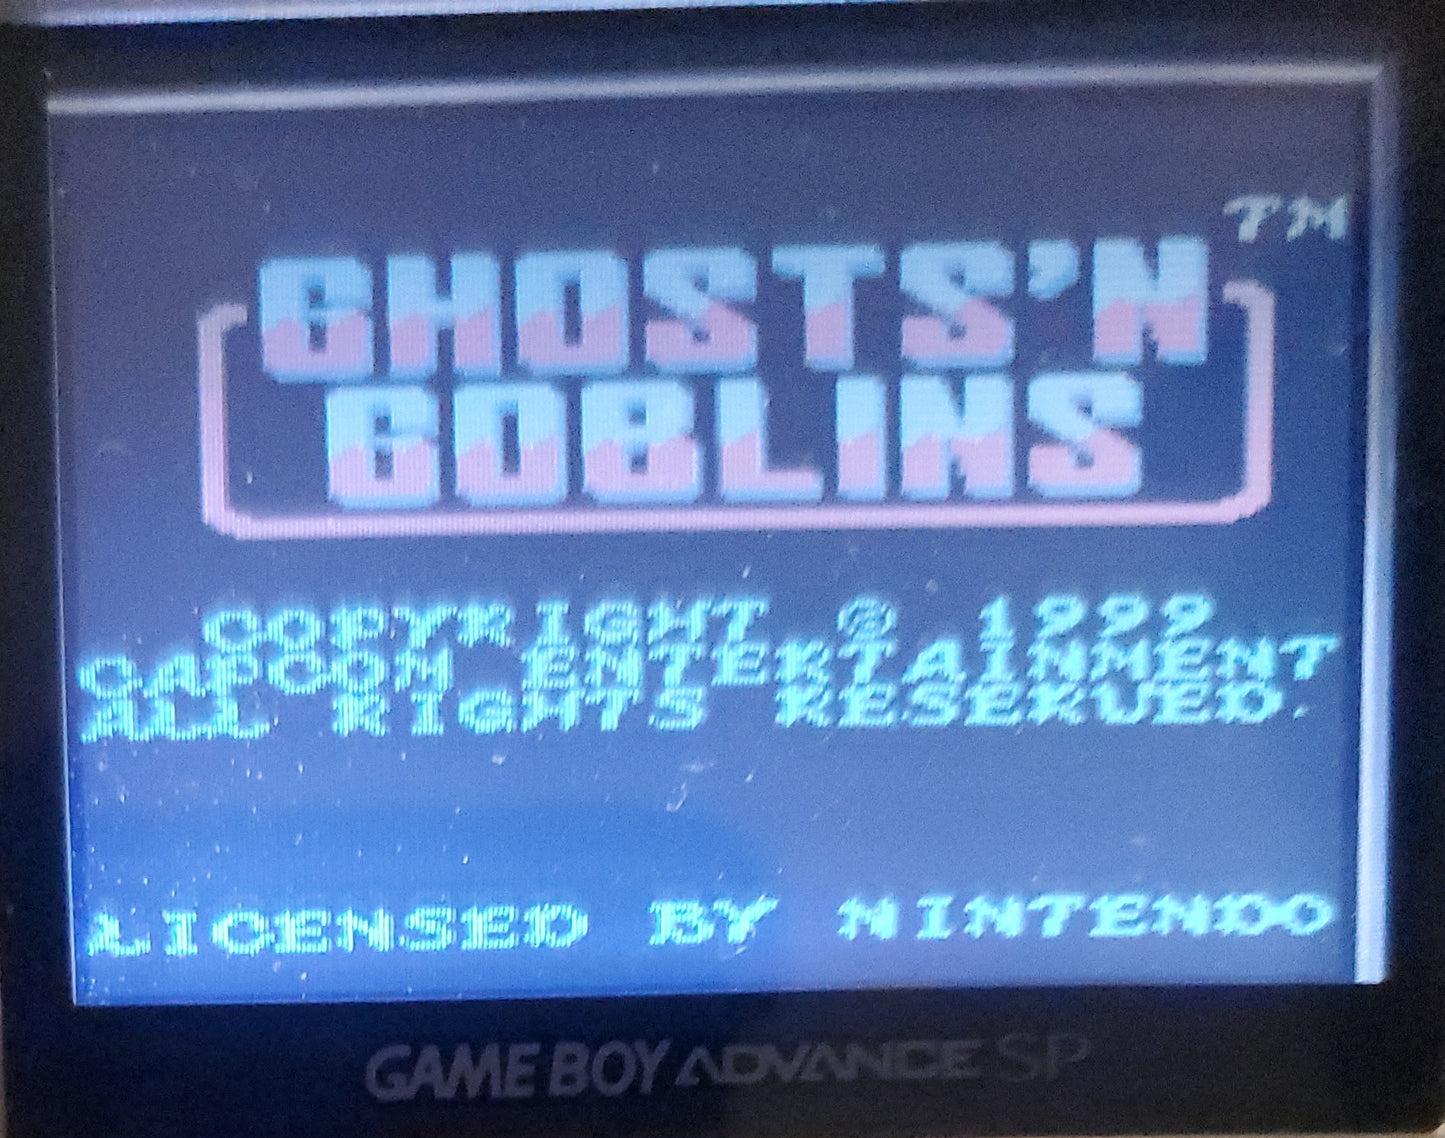 TM
GHOSTS'N
GOBLINS
COPYRIGHT © 1999
CAPCOM ENTERTAINMENT
ALL RIGHTS RESERVED.
LICENSED BY NINTENDO
GAME BOY ADVANCE SP